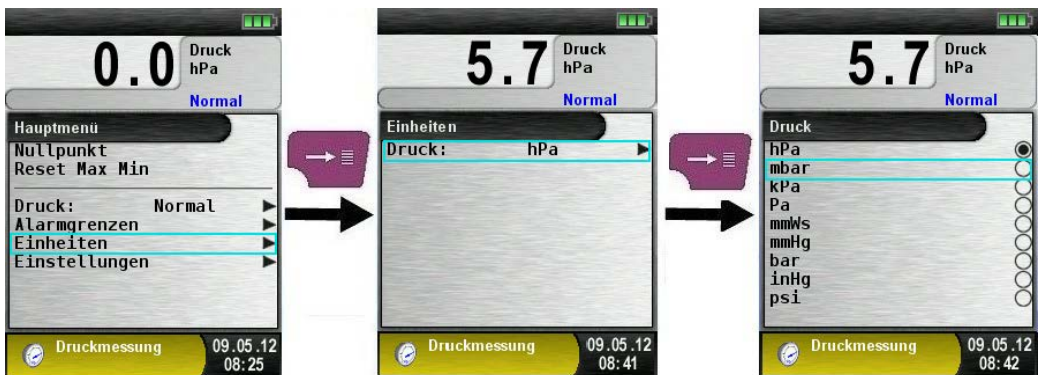 0.0 Druck
hPa
Normal
Hauptmenü
Nullpunkt
Reset Max Min
Druck: Normal
Alarmgrenzen
Einheiten
Einstellungen
Druckmessung 09.05.12
08:25
5.7 Druck
hPa
Normal
Einheiten
Druck: hPa
Druckmessung 09.05.12
08:41
5.7 Druck
hPa
Normal
Druck
hPa
mbar
kPa
Pa
mmWs
mmHg
bar
inHg
psi
Druckmessung 09.05.12
08:42